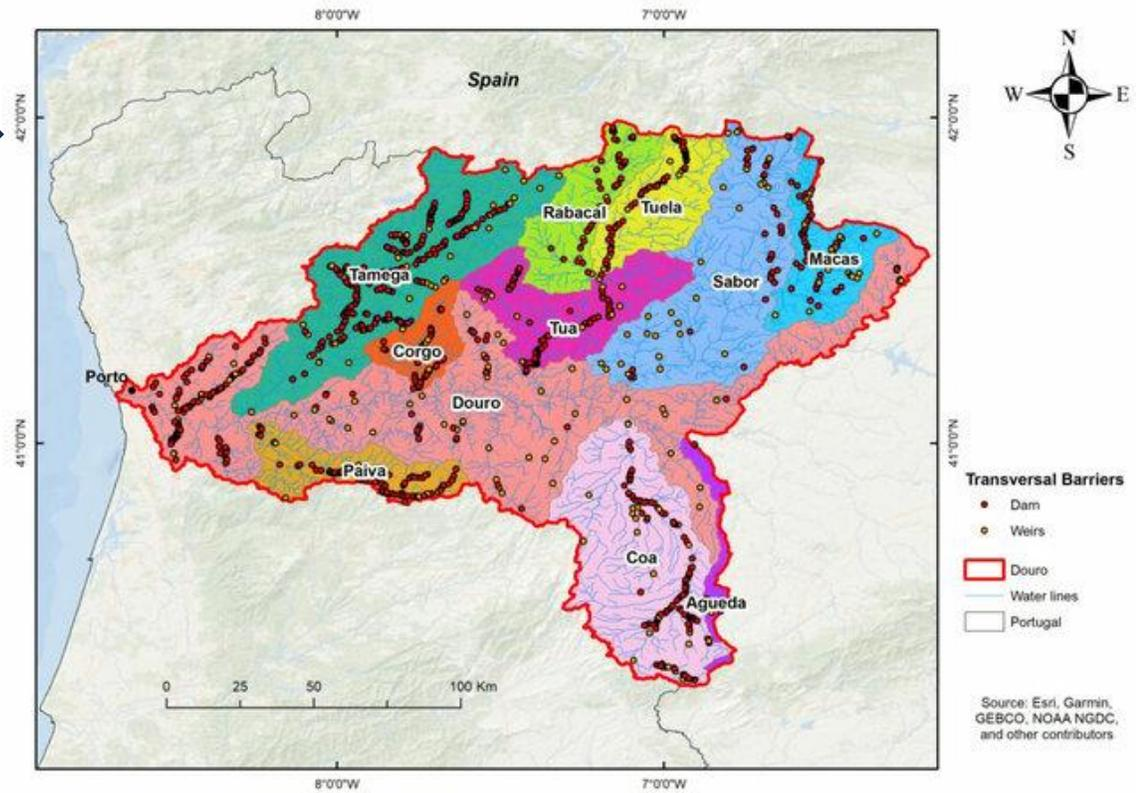 8°0'0"W
7°0'0"W
N
W
E
S
42°0'0"N
42°0'0"N
Spain
Rabacal
Tuela
Tamega
Macas
Sabor
Tua
Corgo
Porto
Douro
41°0'0"N
41°0'0"N
Paiva
Coa
Agueda
Transversal Barriers
Dam
Weirs
Douro
Water lines
Portugal
0 25 50 100 Km
Source: Esri, Garmin,
GEBCO, NOAA NGDC,
and other contributors
8°0'0"W
7°0'0"W